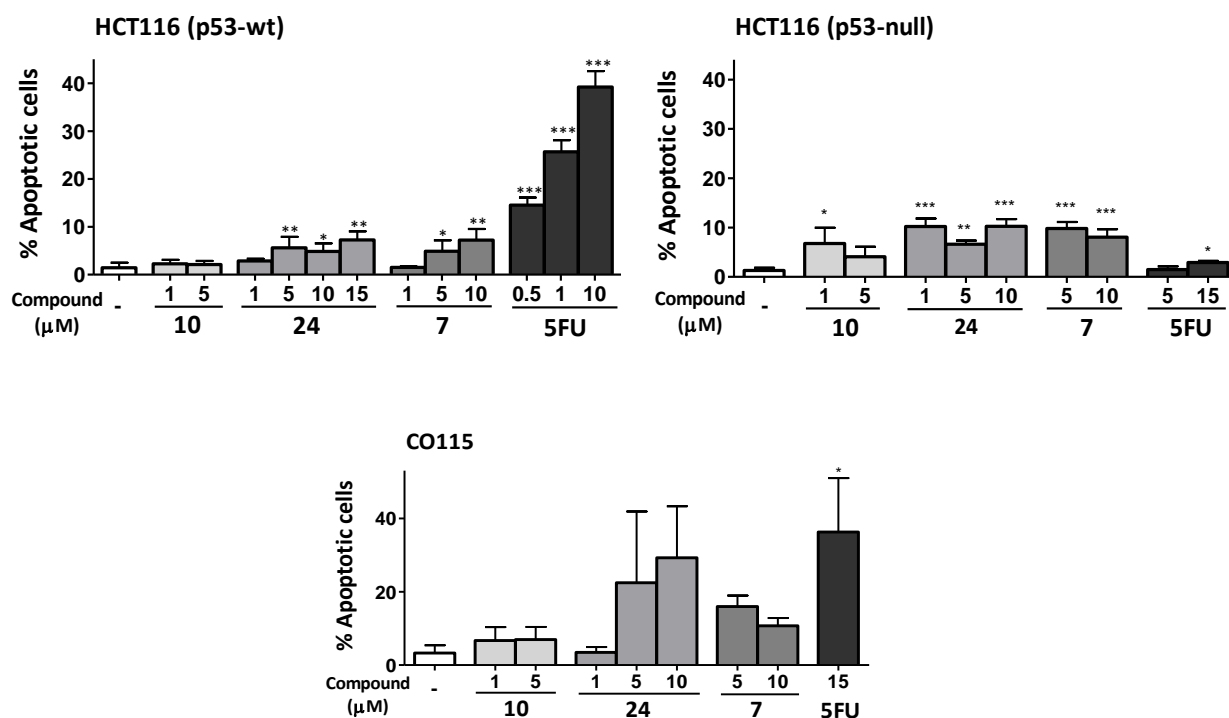 HCT116 (p53-wt)
% Apoptotic cells
40
30
20
10
0
*** *** *** ** * ** * **
Compound (μM)
- 1 5 1 5 10 15 1 5 10 0.5 1 10
10 24 7 5FU
HCT116 (p53-null)
% Apoptotic cells
40
30
20
10
0
* *** ** *** *** *** *
Compound (μM)
- 1 5 1 5 10 5 10 5 15
10 24 7 5FU
CO115
% Apoptotic cells
40
20
0
*
Compound (μM)
- 1 5 1 5 10 5 10 15
10 24 7 5FU